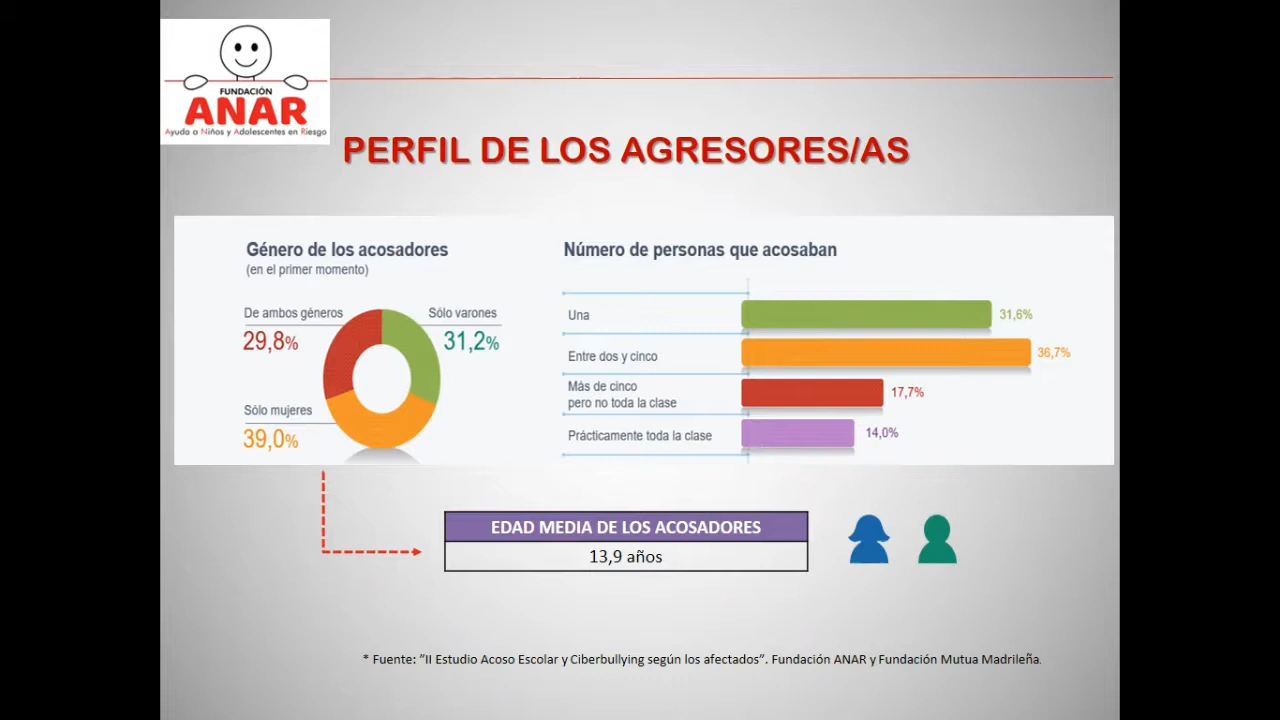 FUNDACIÓN
ANAR
Ayuda a Niños y Adolescentes en Riesgo
PERFIL DE LOS AGRESORES/AS
Género de los acosadores
(en el primer momento)
De ambos géneros
29,8%
Sólo varones
31,2%
Sólo mujeres
39,0%
Número de personas que acosaban
Una
31,6%
Entre dos y cinco
36,7%
Más de cinco
pero no toda la clase
17,7%
Prácticamente toda la clase
14,0%
EDAD MEDIA DE LOS ACOSADORES
13,9 años
* Fuente: “II Estudio Acoso Escolar y Ciberbullying según los afectados”. Fundación ANAR y Fundación Mutua Madrileña.